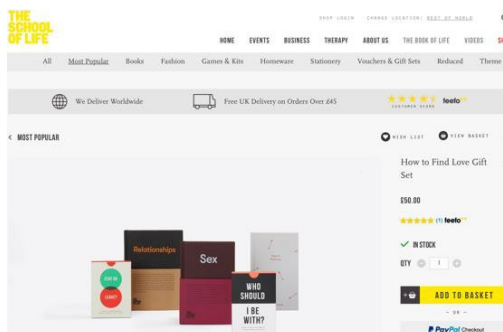 THE
SCHOOL
OF LIFE
SHOP LOGIN CHANGE LOCATION: REST OF WORLD
HOME EVENTS BUSINESS THERAPY ABOUT US THE BOOK OF LIFE VIDEOS
All Most Popular Books Fashion Games & Kits Homeware Stationery Vouchers & Gift Sets Reduced Theme
We Deliver Worldwide
Free UK Delivery on Orders Over £45
feefo
CUSTOMER SCORE
< MOST POPULAR
WISH LIST VIEW BASKET
How to Find Love Gift
Set
£50.00
(1) feefo
IN STOCK
QTY 1
ADD TO BASKET
- OR -
PayPal Checkout
Relationships
Sex
WHO
SHOULD
I BE
WITH?